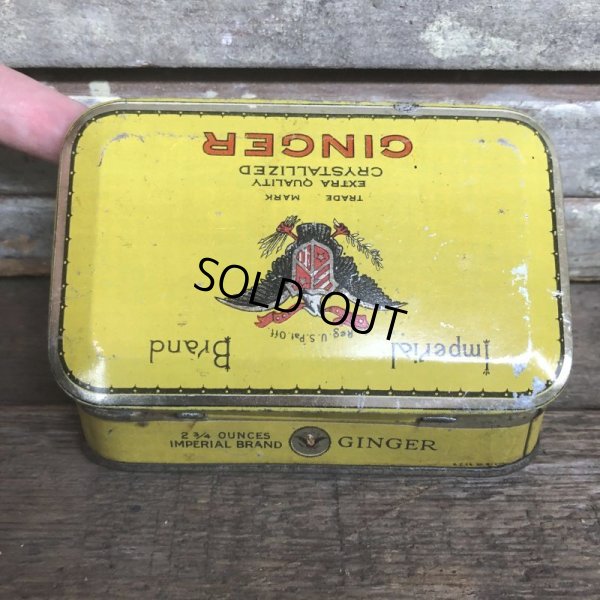 Imperial Brand
Reg. U.S. Pat. Off.
TRADE MARK
EXTRA QUALITY
CRYSTALLIZED
GINGER
SOLD OUT
2 3/4 OUNCES
IMPERIAL BRAND
GINGER